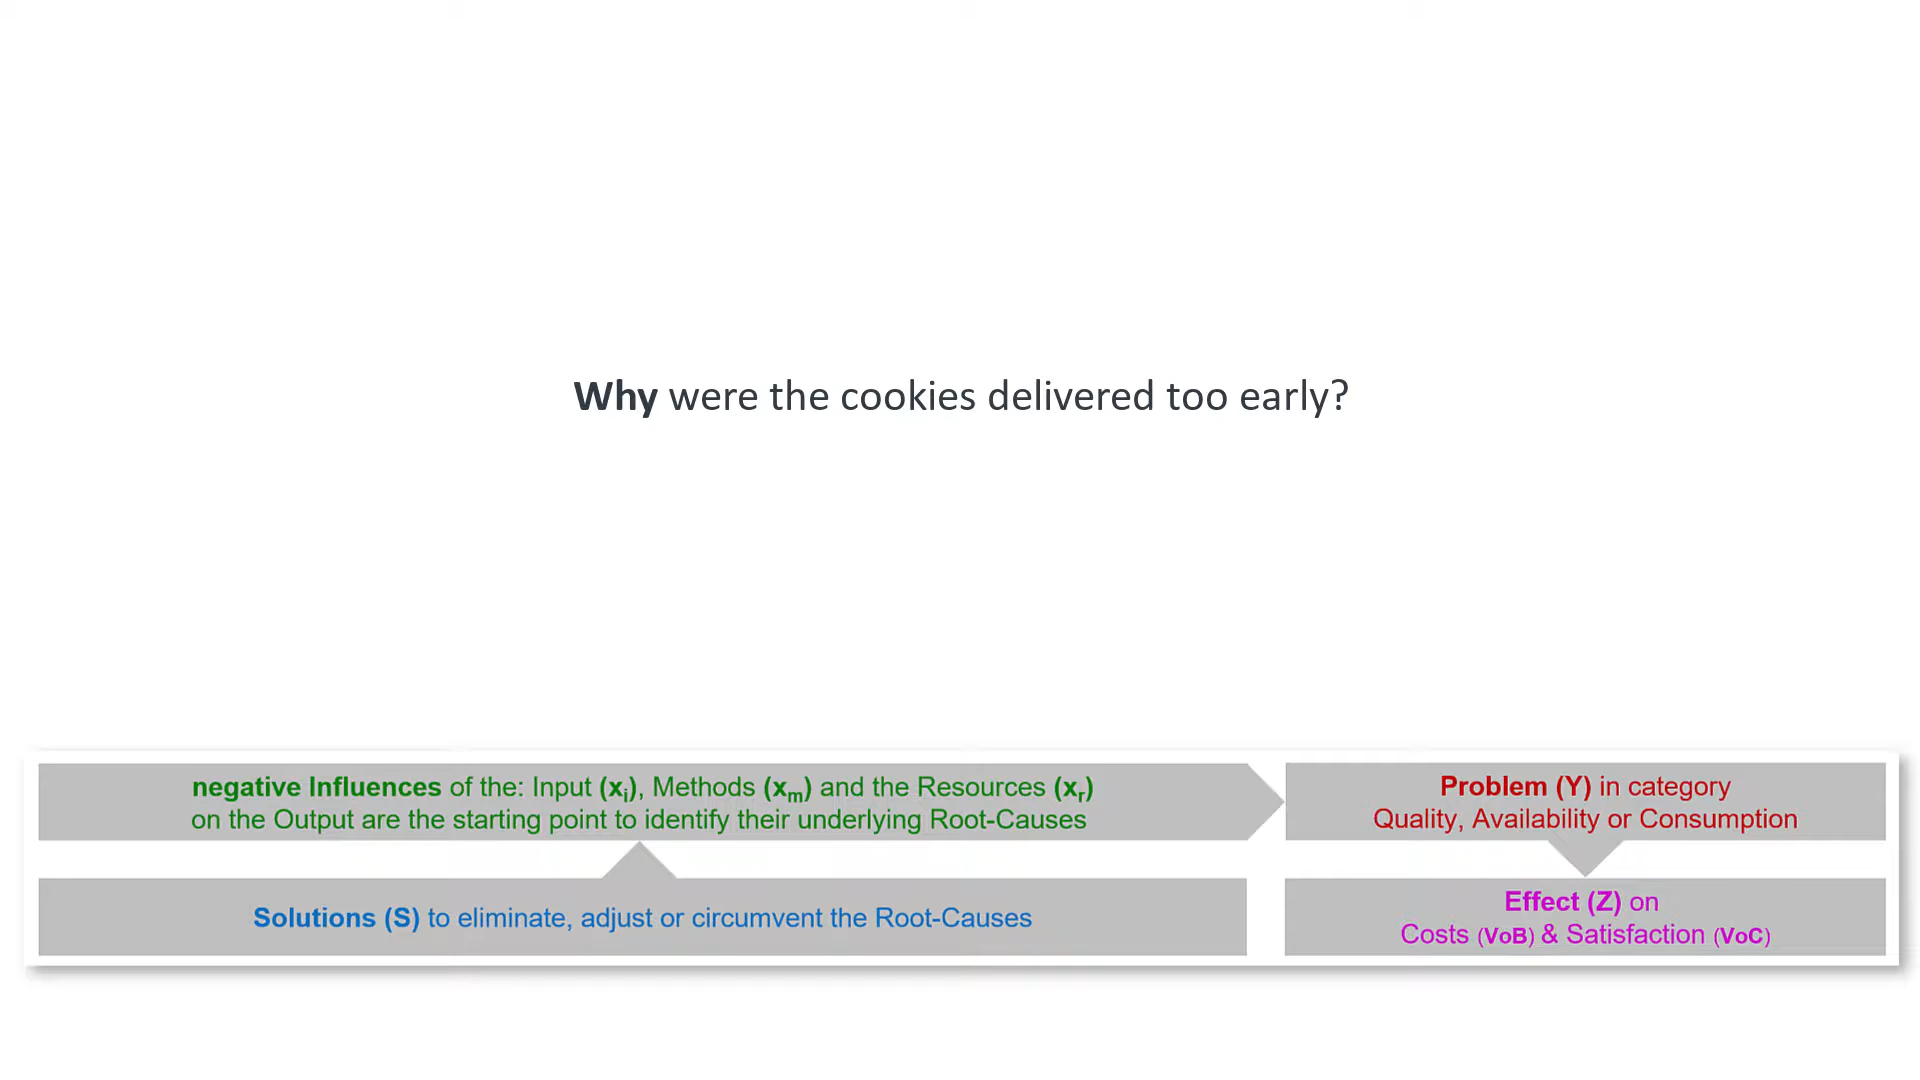 Why were the cookies delivered too early?
negative Influences of the: Input (xi), Methods (xm) and the Resources (xr)
on the Output are the starting point to identify their underlying Root-Causes
Problem (Y) in category
Quality, Availability or Consumption
Solutions (S) to eliminate, adjust or circumvent the Root-Causes
Effect (Z) on
Costs (VoB) & Satisfaction (VoC)